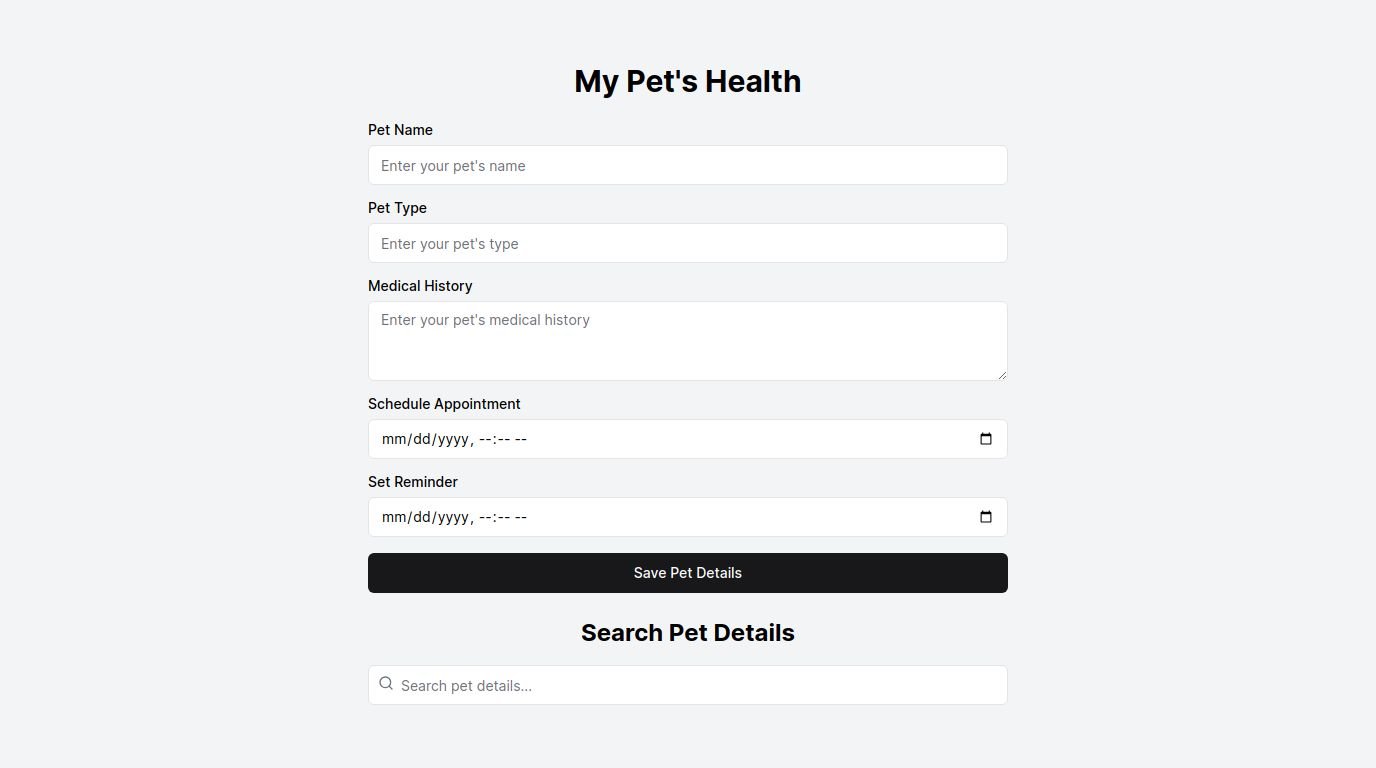 My Pet's Health
Pet Name
Enter your pet's name
Pet Type
Enter your pet's type
Medical History
Enter your pet's medical history
Schedule Appointment
mm/dd/yyyy, --:-- --
Set Reminder
mm/dd/yyyy, --:-- --
Save Pet Details
Search Pet Details
Search pet details...